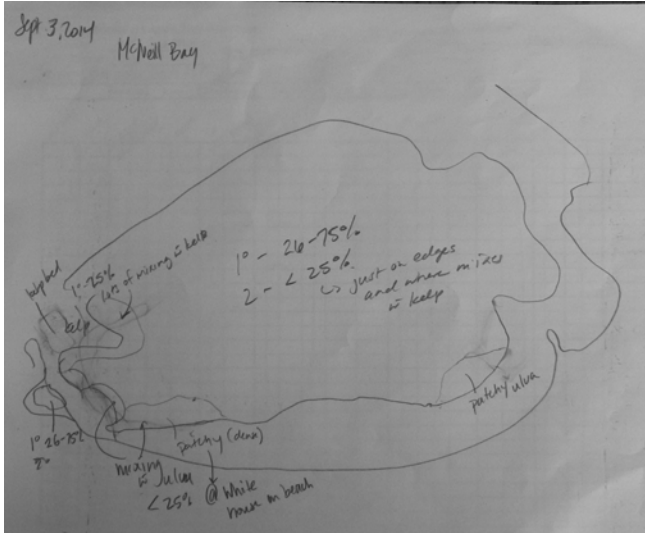 Sept 3, 2014
McNeill Bay
1° - 26-75%
2 - < 25%
↳ just on edges
and where mixes
w̄ kelp
1° - 25%
lots of mixing w̄ kelp
kelp bed
kelp
patchy ulva
patchy (dense)
@ white
house on beach
mixing
w̄ ulva
< 25%
1° 26-75%